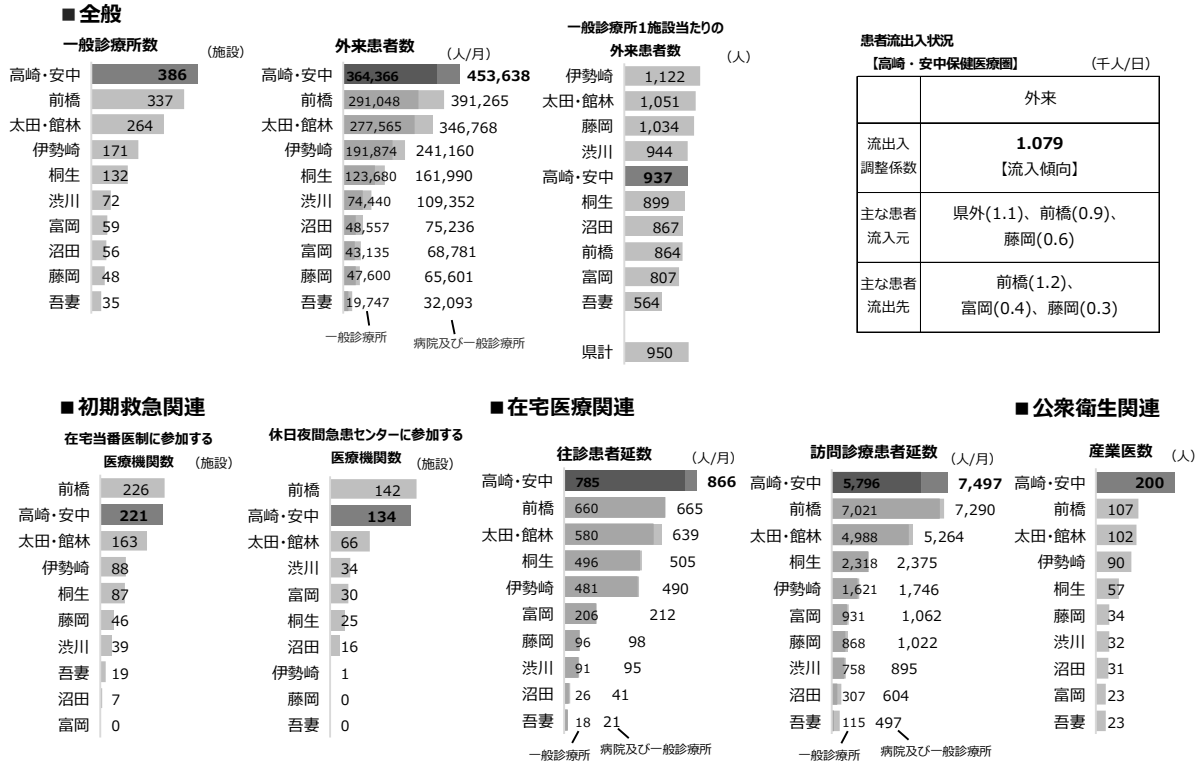 ■全般
一般診療所数 （施設）
高崎・安中 386
前橋 337
太田・館林 264
伊勢崎 171
桐生 132
渋川 72
富岡 59
沼田 56
藤岡 48
吾妻 35
外来患者数 （人/月）
高崎・安中 364,366 453,638
前橋 291,048 391,265
太田・館林 277,565 346,768
伊勢崎 191,874 241,160
桐生 123,680 161,990
渋川 74,440 109,352
沼田 48,557 75,236
富岡 43,135 68,781
藤岡 47,600 65,601
吾妻 19,747 32,093
一般診療所 病院及び一般診療所
一般診療所1施設当たりの
外来患者数 （人）
伊勢崎 1,122
太田・館林 1,051
藤岡 1,034
渋川 944
高崎・安中 937
桐生 899
沼田 867
前橋 864
富岡 807
吾妻 564
県計 950
患者流出入状況
【高崎・安中保健医療圏】 （千人/日）
外来
流出入
調整係数
1.079
【流入傾向】
主な患者
流入元
県外(1.1)、前橋(0.9)、
藤岡(0.6)
主な患者
流出先
前橋(1.2)、
富岡(0.4)、藤岡(0.3)
■初期救急関連
在宅当番医制に参加する
医療機関数 （施設）
前橋 226
高崎・安中 221
太田・館林 163
伊勢崎 88
桐生 87
藤岡 46
渋川 39
吾妻 19
沼田 7
富岡 0
休日夜間急患センターに参加する
医療機関数 （施設）
前橋 142
高崎・安中 134
太田・館林 66
渋川 34
富岡 30
桐生 25
沼田 16
伊勢崎 1
藤岡 0
吾妻 0
■在宅医療関連
往診患者延数 （人/月）
高崎・安中 785 866
前橋 660 665
太田・館林 580 639
桐生 496 505
伊勢崎 481 490
富岡 206 212
藤岡 96 98
渋川 91 95
沼田 26 41
吾妻 18 21
一般診療所 病院及び一般診療所
訪問診療患者延数 （人/月）
高崎・安中 5,796 7,497
前橋 7,021 7,290
太田・館林 4,988 5,264
桐生 2,318 2,375
伊勢崎 1,621 1,746
富岡 931 1,062
藤岡 868 1,022
渋川 758 895
沼田 307 604
吾妻 115 497
一般診療所 病院及び一般診療所
■公衆衛生関連
産業医数 （人）
高崎・安中 200
前橋 107
太田・館林 102
伊勢崎 90
桐生 57
藤岡 34
渋川 32
沼田 31
富岡 23
吾妻 23